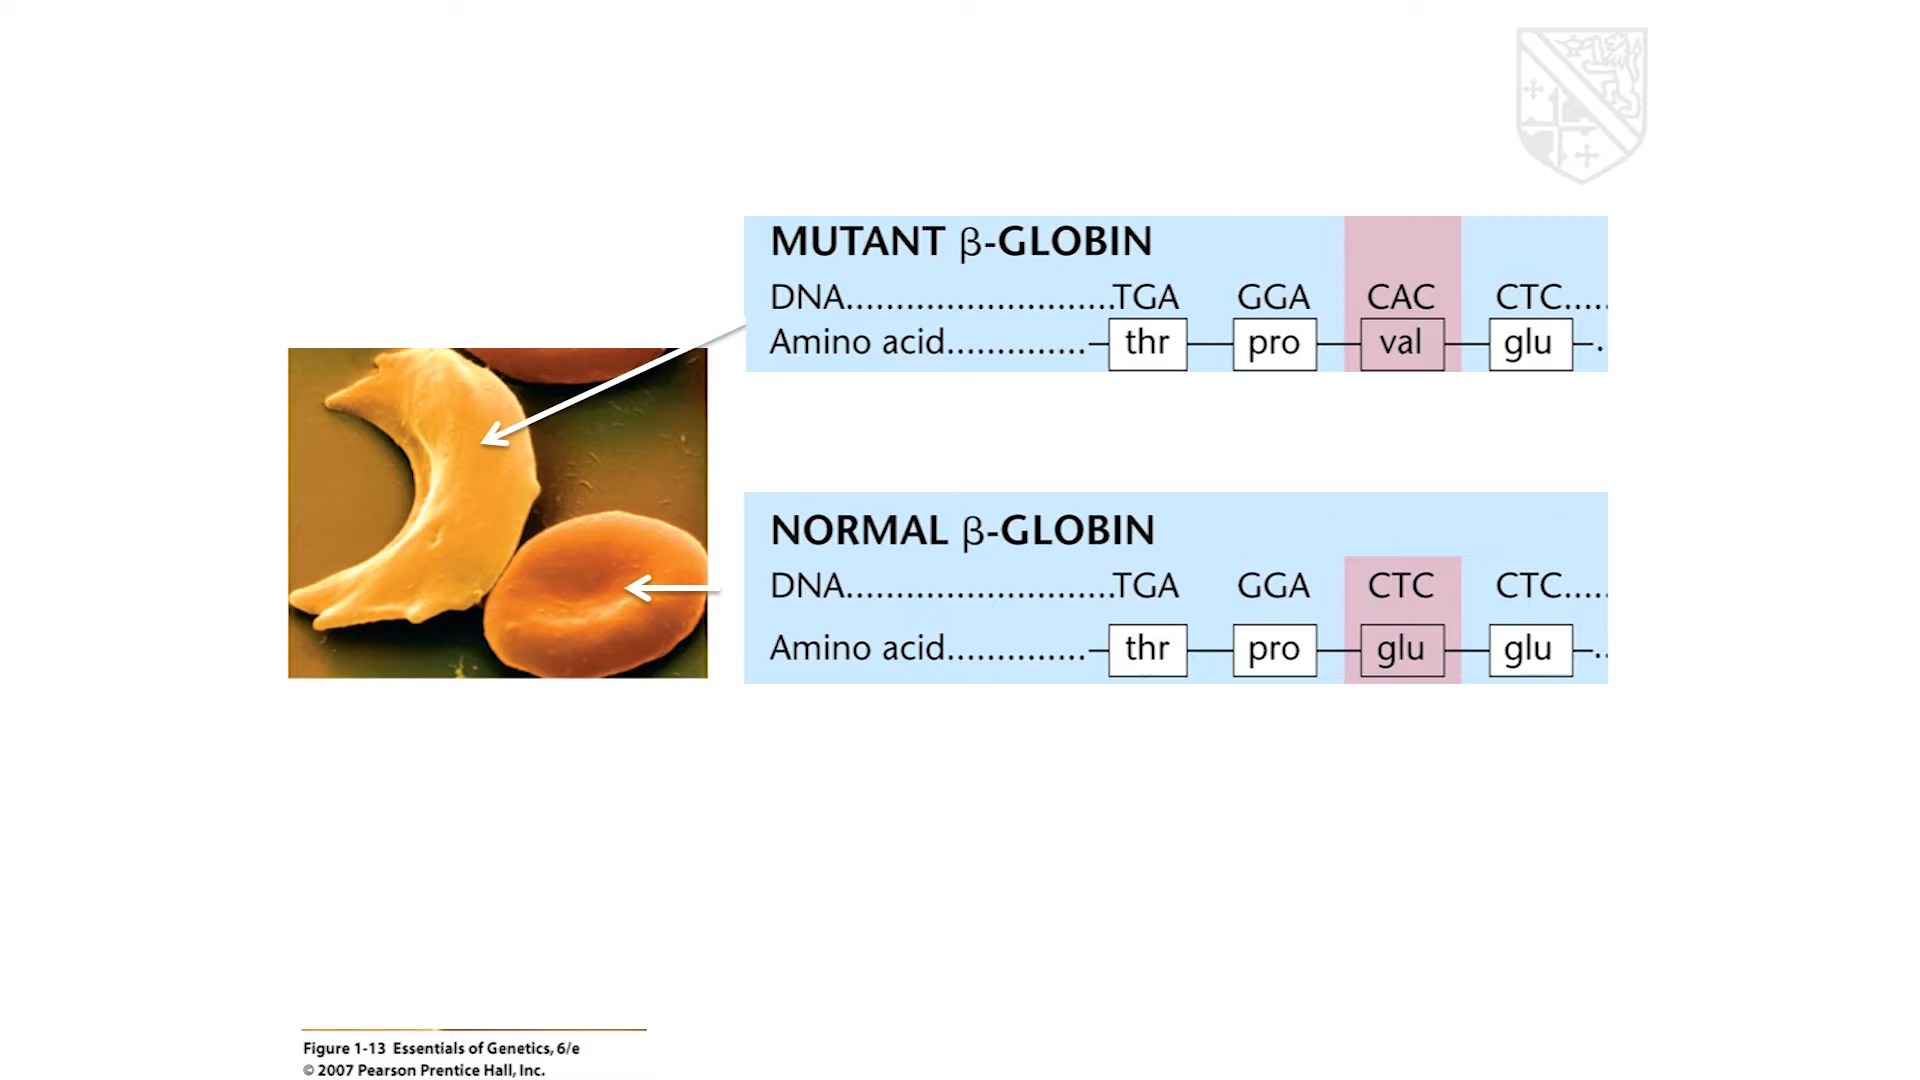 MUTANT β-GLOBIN
DNA...........................TGA GGA CAC CTC.....
Amino acid.............. thr pro val glu .
NORMAL β-GLOBIN
DNA...........................TGA GGA CTC CTC.....
Amino acid.............. thr pro glu glu ..
Figure 1-13 Essentials of Genetics, 6/e
© 2007 Pearson Prentice Hall, Inc.